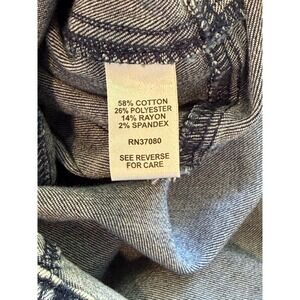 58% COTTON
26% POLYESTER
14% RAYON
2% SPANDEX
RN37080
SEE REVERSE
FOR CARE